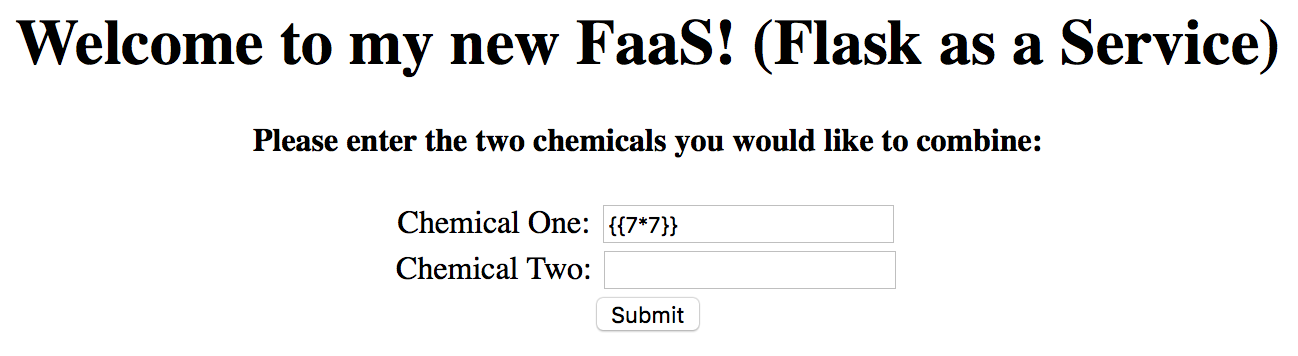 Welcome to my new FaaS! (Flask as a Service)
Please enter the two chemicals you would like to combine:
Chemical One: {{7*7}}
Chemical Two:
Submit